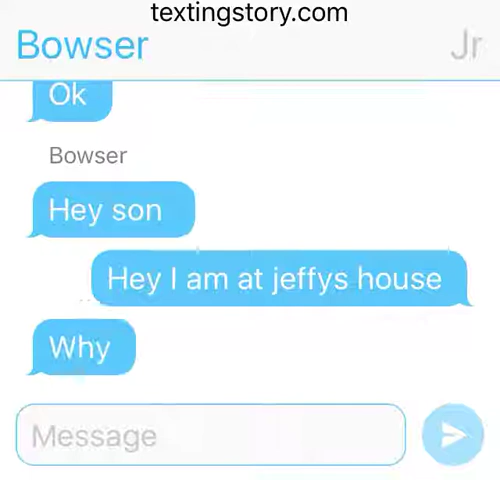 textingstory.com
Bowser
Jr
Ok
Bowser
Hey son
Hey I am at jeffys house
Why
Message